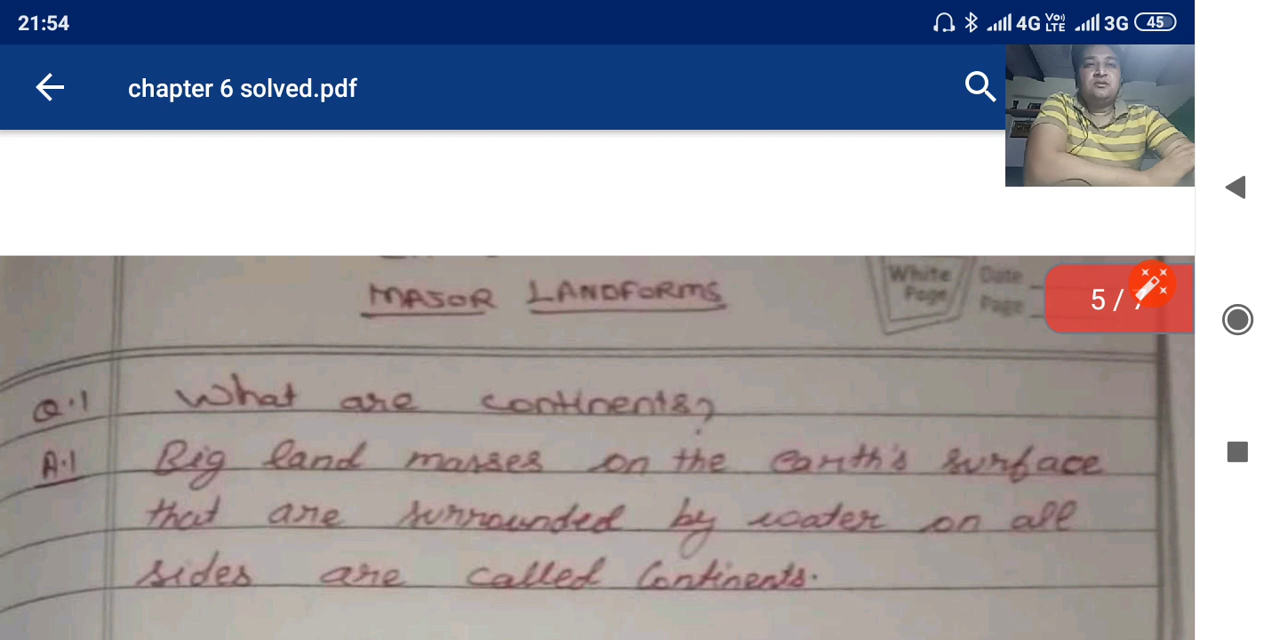 21:54
4G Vo)) LTE 3G 45
chapter 6 solved.pdf
MAJOR LANDFORMS
White Page
Date
Page
5 /
Q.1 What are continents?
A.1 Big land masses on the earth's surface
that are surrounded by water on all
sides are called Continents.